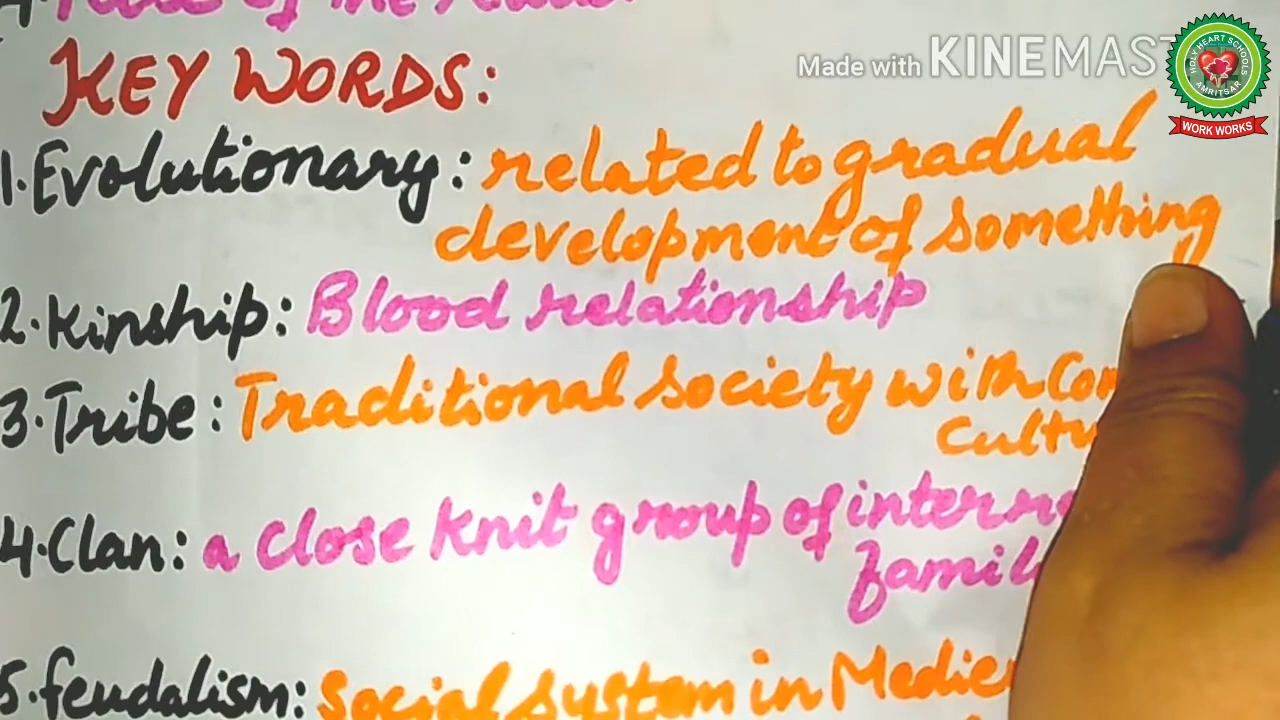 KEY WORDS:
Made with KINEMAS
HOLY HEART SCHOOLS
AMRITSAR
WORK WORKS
1. Evolutionary: related to gradual
development of something
2. Kinship: Blood relationship
3. Tribe: Traditional society with
4. Clan: a close knit group of
5. feudalism: Social system in